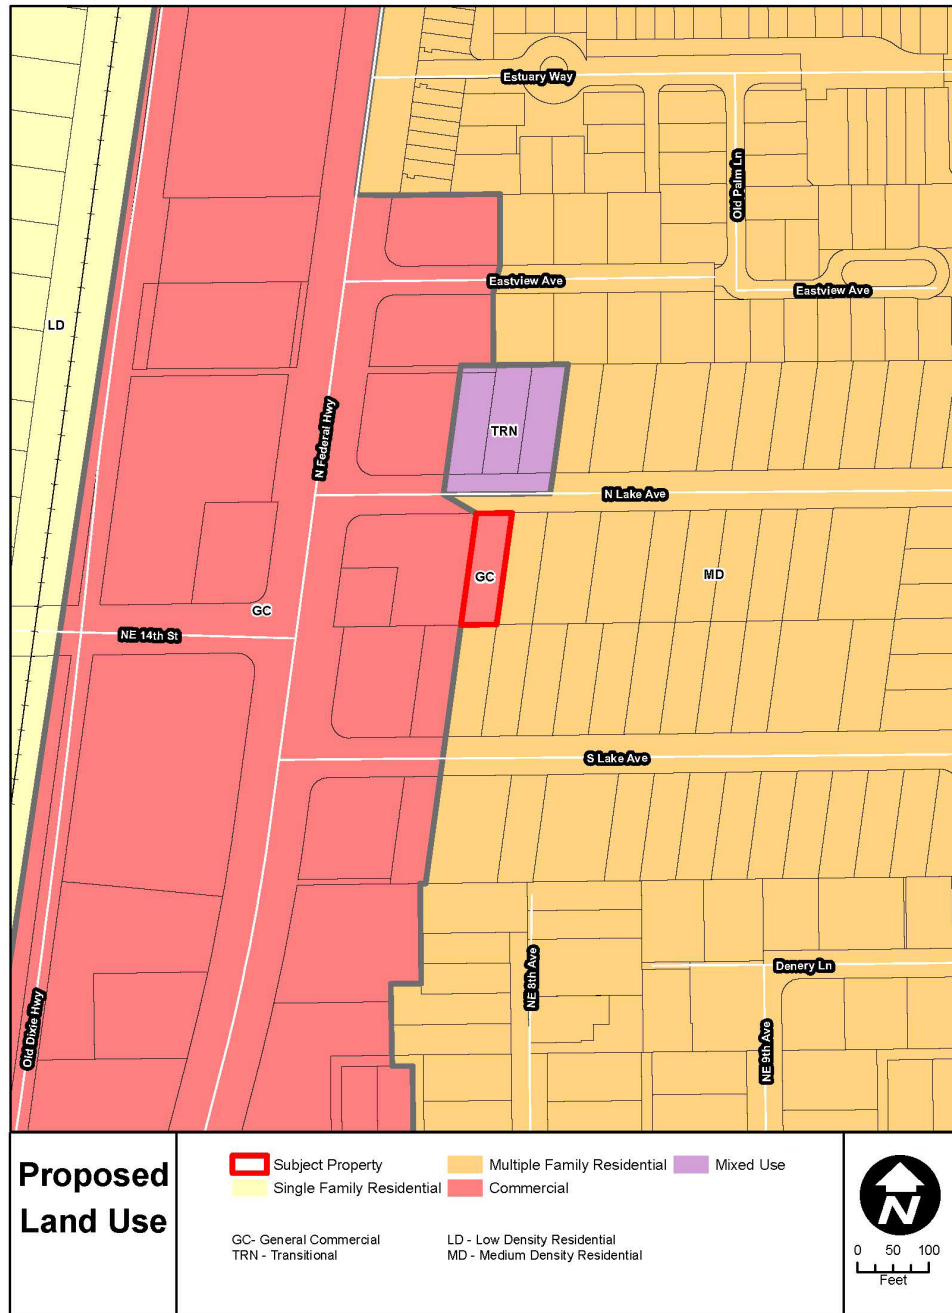 Estuary Way
Old Palm Ln
Eastview Ave
Eastview Ave
LD
N Federal Hwy
TRN
N Lake Ave
GC
MD
GC
NE 14th St
S Lake Ave
NE 8th Ave
Denery Ln
Old Dixie Hwy
NE 9th Ave
Proposed
Land Use
Subject Property
Multiple Family Residential
Mixed Use
Single Family Residential
Commercial
GC- General Commercial
LD - Low Density Residential
TRN - Transitional
MD - Medium Density Residential
N
0 50 100
Feet